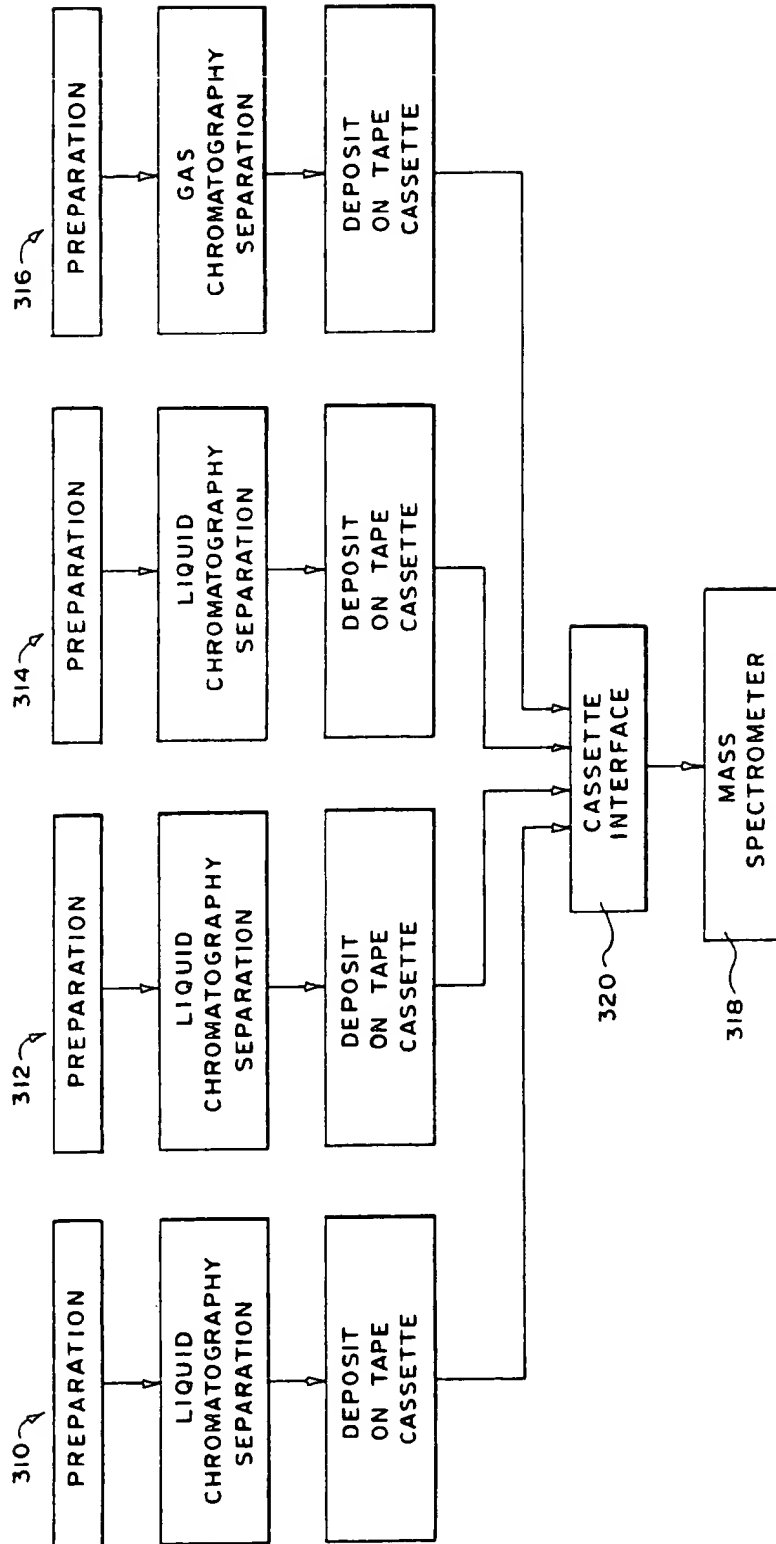 310
PREPARATION
LIQUID
CHROMATOGRAPHY
SEPARATION
DEPOSIT
ON TAPE
CASSETTE
312
PREPARATION
LIQUID
CHROMATOGRAPHY
SEPARATION
DEPOSIT
ON TAPE
CASSETTE
314
PREPARATION
LIQUID
CHROMATOGRAPHY
SEPARATION
DEPOSIT
ON TAPE
CASSETTE
316
PREPARATION
GAS
CHROMATOGRAPHY
SEPARATION
DEPOSIT
ON TAPE
CASSETTE
CASSETTE
INTERFACE
320
MASS
SPECTROMETER
318